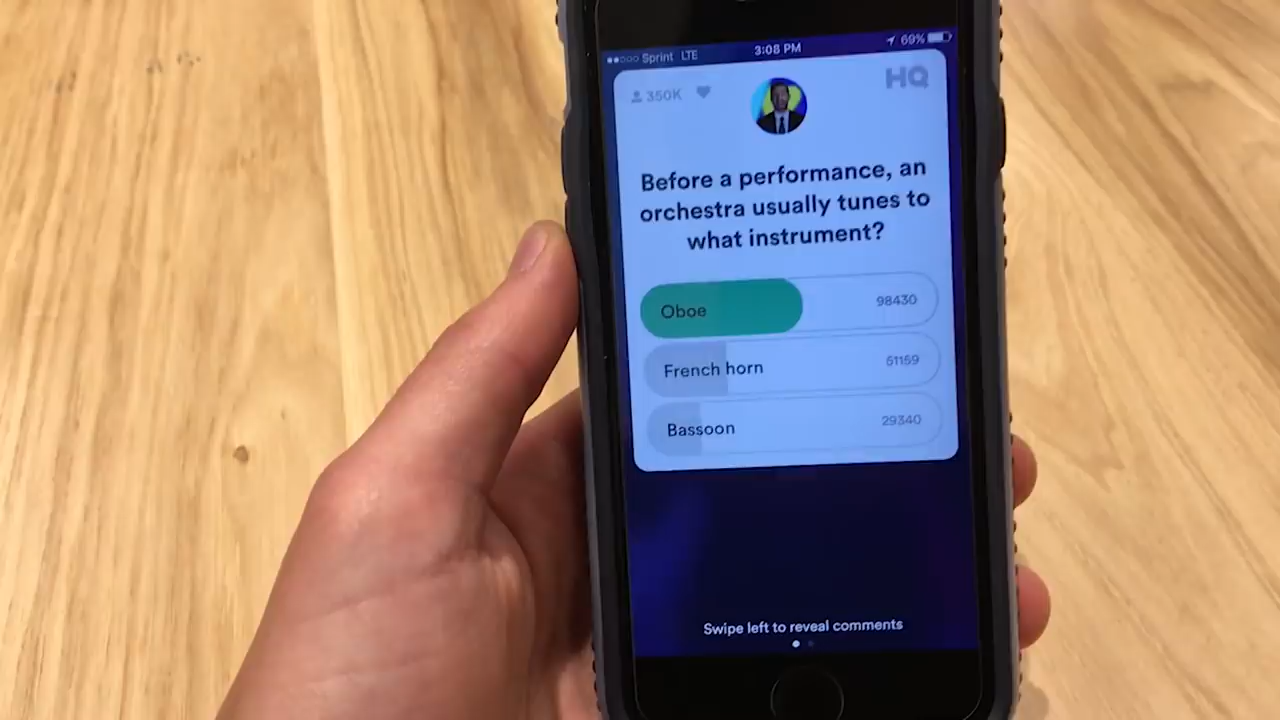 Sprint LTE 3:08 PM 69%
350K HQ
Before a performance, an
orchestra usually tunes to
what instrument?
Oboe 98430
French horn 51159
Bassoon 29340
Swipe left to reveal comments